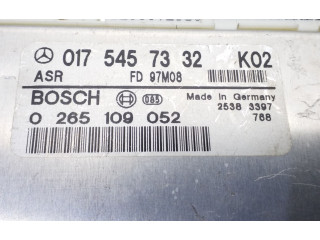 017 545 73 32 K02
ASR FD 97M08
BOSCH 085 Made in Germany
2538 3397
0 265 109 052 768